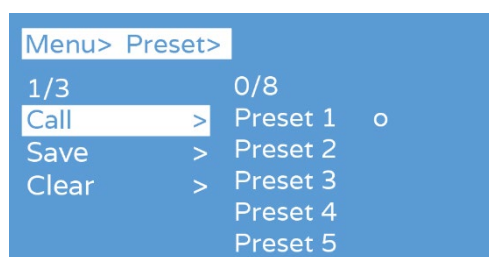 Menu> Preset>
1/3 0/8
Call > Preset 1 o
Save > Preset 2
Clear > Preset 3
Preset 4
Preset 5